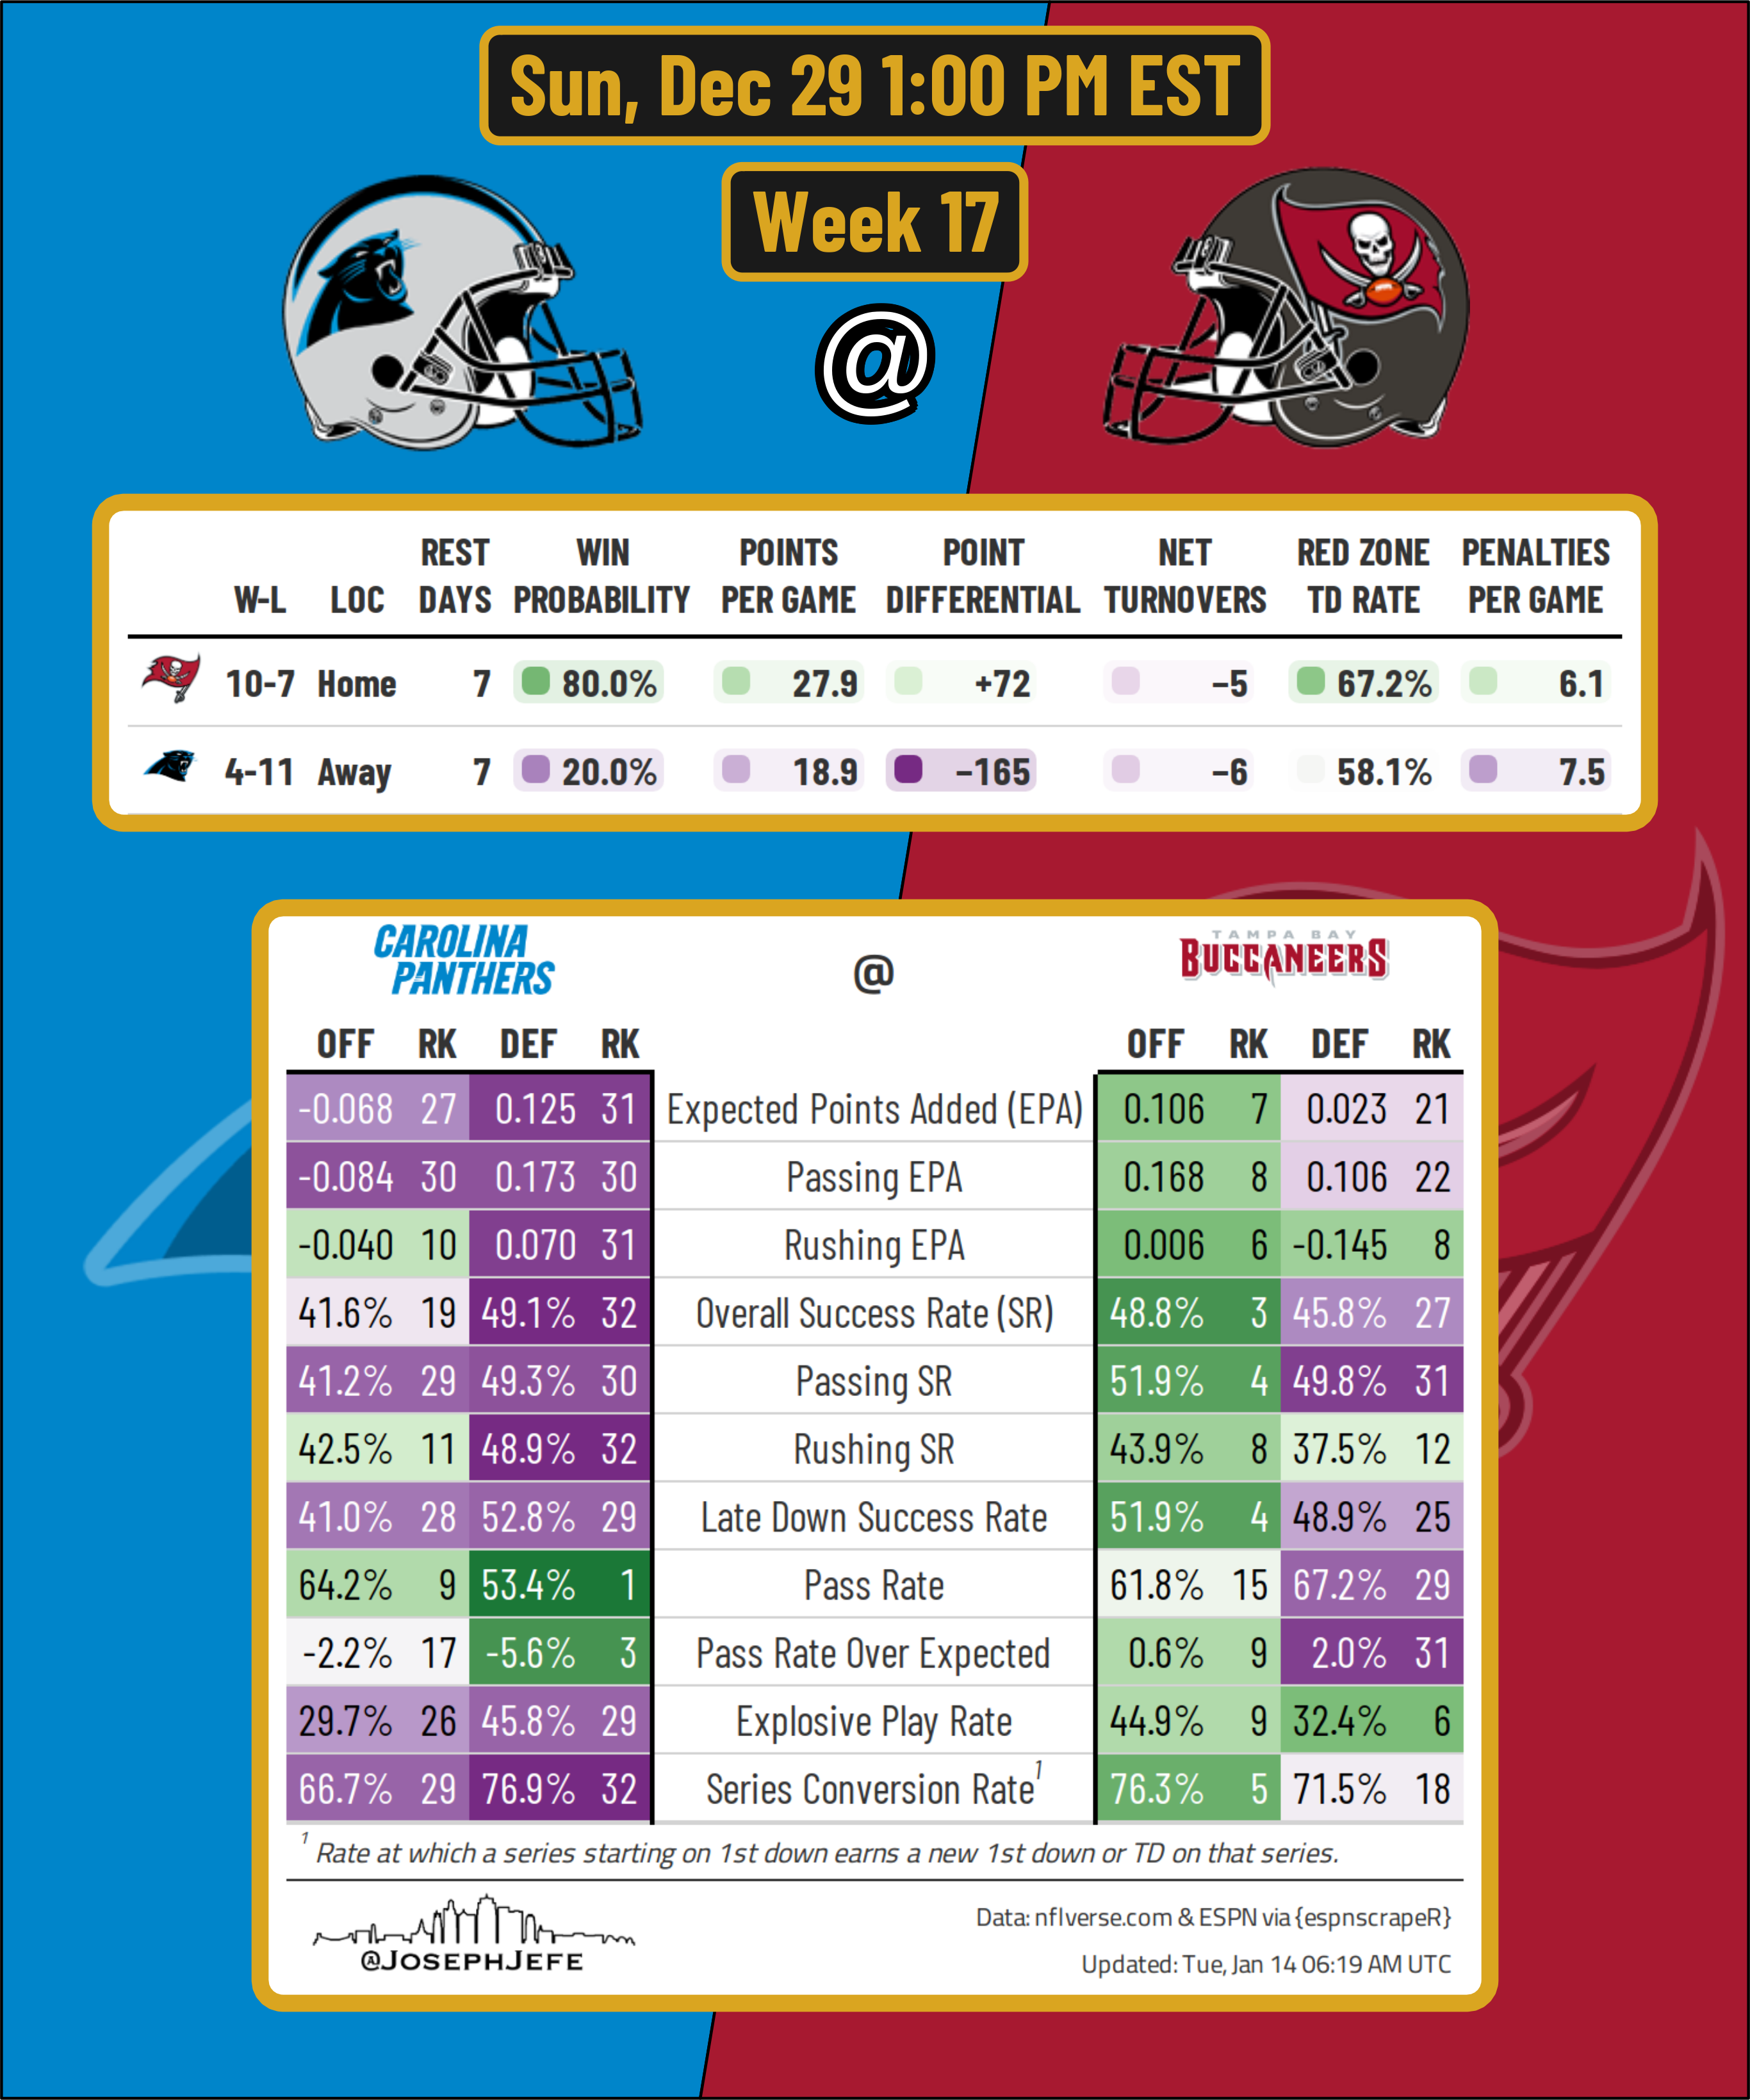 Sun, Dec 29 1:00 PM EST
Week 17
@
W-L LOC REST DAYS WIN PROBABILITY POINTS PER GAME POINT DIFFERENTIAL NET TURNOVERS RED ZONE TD RATE PENALTIES PER GAME
10-7 Home 7 80.0% 27.9 +72 −5 67.2% 6.1
4-11 Away 7 20.0% 18.9 −165 −6 58.1% 7.5
CAROLINA PANTHERS @ TAMPA BAY BUCCANEERS
OFF RK DEF RK OFF RK DEF RK
-0.068 27 0.125 31 Expected Points Added (EPA) 0.106 7 0.023 21
-0.084 30 0.173 30 Passing EPA 0.168 8 0.106 22
-0.040 10 0.070 31 Rushing EPA 0.006 6 -0.145 8
41.6% 19 49.1% 32 Overall Success Rate (SR) 48.8% 3 45.8% 27
41.2% 29 49.3% 30 Passing SR 51.9% 4 49.8% 31
42.5% 11 48.9% 32 Rushing SR 43.9% 8 37.5% 12
41.0% 28 52.8% 29 Late Down Success Rate 51.9% 4 48.9% 25
64.2% 9 53.4% 1 Pass Rate 61.8% 15 67.2% 29
-2.2% 17 -5.6% 3 Pass Rate Over Expected 0.6% 9 2.0% 31
29.7% 26 45.8% 29 Explosive Play Rate 44.9% 9 32.4% 6
66.7% 29 76.9% 32 Series Conversion Rate¹ 76.3% 5 71.5% 18
¹ Rate at which a series starting on 1st down earns a new 1st down or TD on that series.
@JOSEPHJEFE
Data: nflverse.com & ESPN via {espnscrapeR}
Updated: Tue, Jan 14 06:19 AM UTC